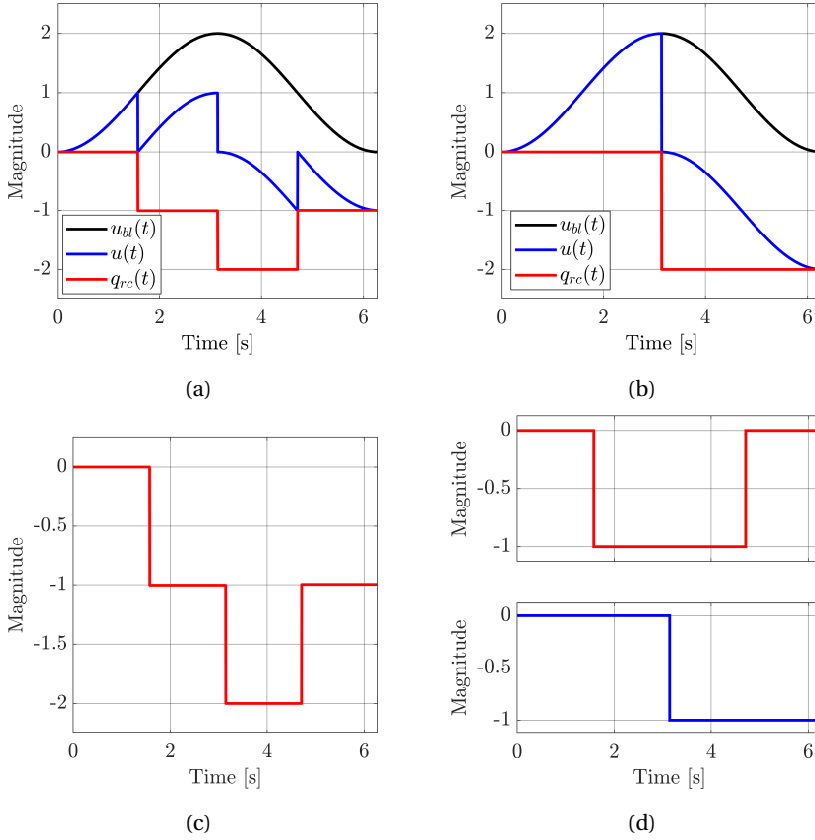 2
1
0
-1
-2
Magnitude
u_{bl}(t)
u(t)
q_{rc}(t)
0 2 4 6
Time [s]
(a)
2
1
0
-1
-2
Magnitude
u_{bl}(t)
u(t)
q_{rc}(t)
0 2 4 6
Time [s]
(b)
0
-0.5
-1
-1.5
-2
Magnitude
0 2 4 6
Time [s]
(c)
0
-0.5
-1
Magnitude
0
-0.5
-1
Magnitude
0 2 4 6
Time [s]
(d)